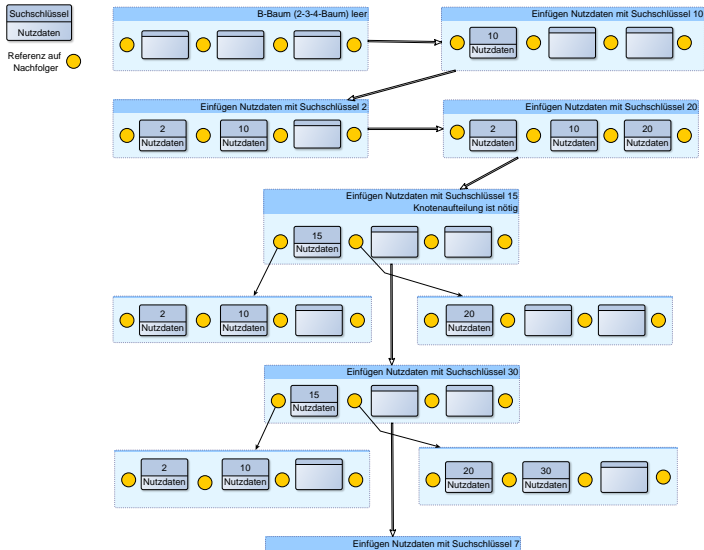 Suchschlüssel
Nutzdaten
Referenz auf
Nachfolger
B-Baum (2-3-4-Baum) leer
Einfügen Nutzdaten mit Suchschlüssel 10
10
Nutzdaten
Einfügen Nutzdaten mit Suchschlüssel 2
2
Nutzdaten
10
Nutzdaten
Einfügen Nutzdaten mit Suchschlüssel 20
2
Nutzdaten
10
Nutzdaten
20
Nutzdaten
Einfügen Nutzdaten mit Suchschlüssel 15
Knotenaufteilung ist nötig
15
Nutzdaten
2
Nutzdaten
10
Nutzdaten
20
Nutzdaten
Einfügen Nutzdaten mit Suchschlüssel 30
15
Nutzdaten
2
Nutzdaten
10
Nutzdaten
20
Nutzdaten
30
Nutzdaten
Einfügen Nutzdaten mit Suchschlüssel 7